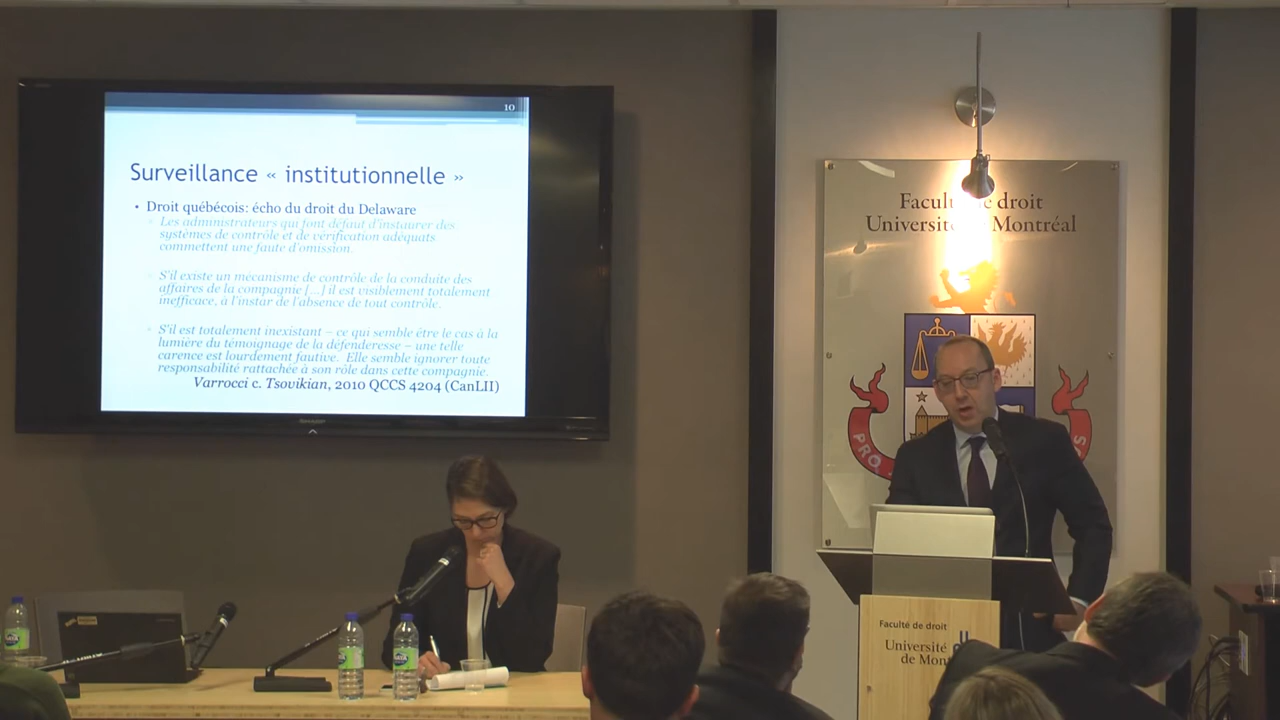 10
Surveillance « institutionnelle »
• Droit québécois: écho du droit du Delaware
Les administrateurs qui font défaut d'instaurer des
systèmes de contrôle et de vérification adéquats
commettent une faute d'omission.
S'il existe un mécanisme de contrôle de la conduite des
affaires de la compagnie [...] il est visiblement totalement
inefficace, à l'instar de l'absence de tout contrôle.
S'il est totalement inexistant – ce qui semble être le cas à la
lumière du témoignage de la défenderesse – une telle
carence est lourdement fautive. Elle semble ignorer toute
responsabilité rattachée à son rôle dans cette compagnie.
Varrocci c. Tsovikian, 2010 QCCS 4204 (CanLII)
Facul de droit
Université Montréal
PRO
Faculté de droit
Université
de Mont